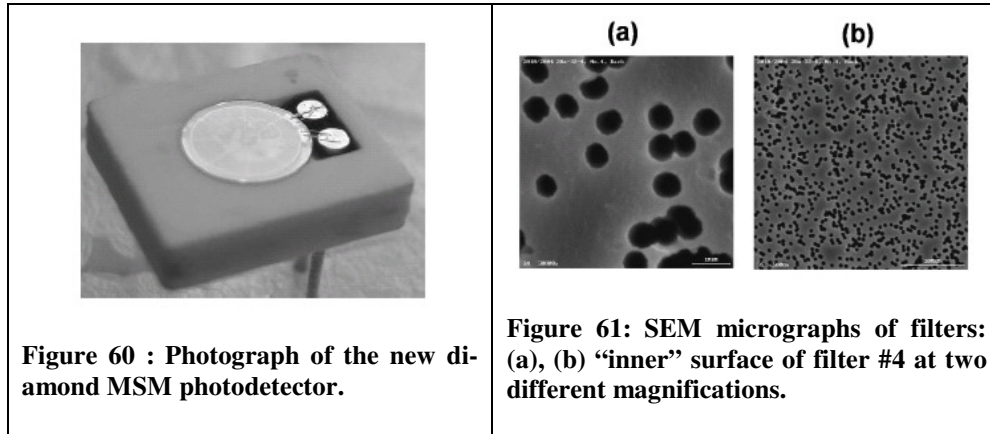 (a) (b)
Figure 60 : Photograph of the new di-
amond MSM photodetector.
Figure 61: SEM micrographs of filters:
(a), (b) “inner” surface of filter #4 at two
different magnifications.